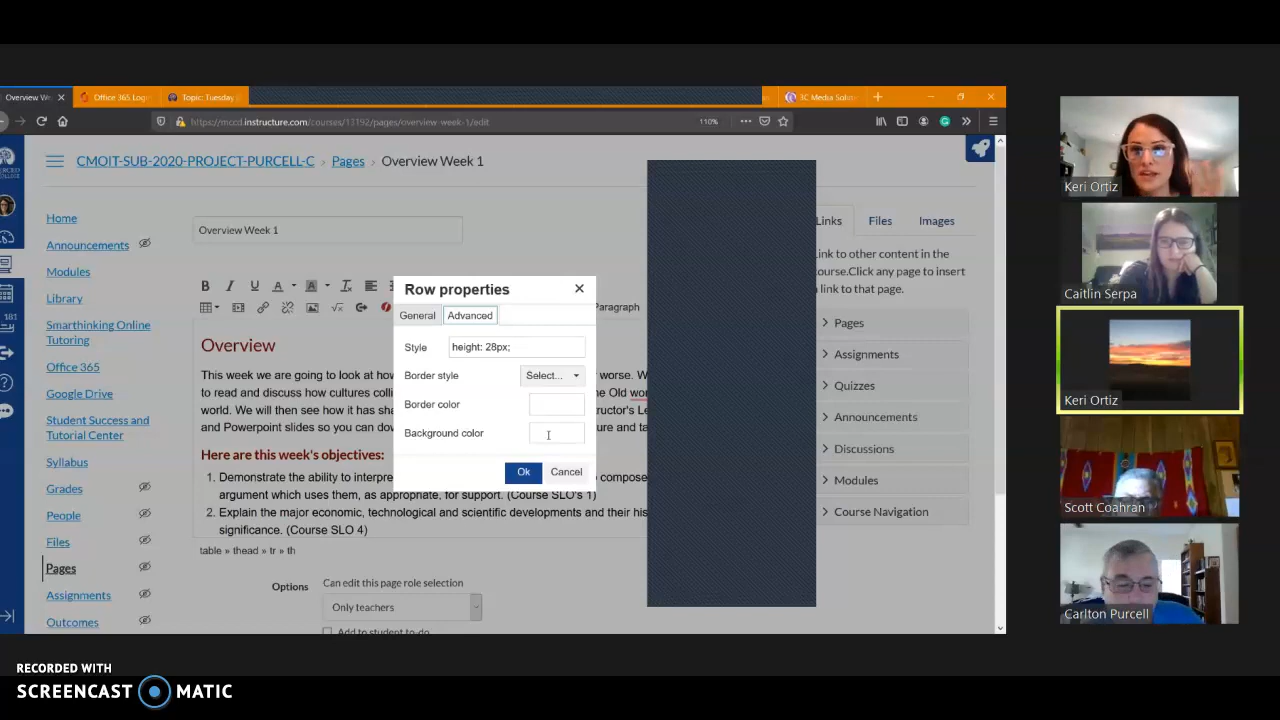 Overview We
Office 365 Logi
Topic: Tuesday
3C Media Soluti
https://mccd.instructure.com/courses/13192/pages/overview-week-1/edit
110%
CMOIT-SUB-2020-PROJECT-PURCELL-C > Pages > Overview Week 1
Home
Announcements
Modules
Library
Smarthinking Online
Tutoring
Office 365
Google Drive
Student Success and
Tutorial Center
Syllabus
Grades
People
Files
Pages
Assignments
Outcomes
181
Overview Week 1
B I U A A
Paragraph
Overview
This week we are going to look at how
worse. W
to read and discuss how cultures colli
he Old wor
world. We will then see how it has sha
tructor's Le
and Powerpoint slides so you can dow
ture and ta
Here are this week's objectives:
1. Demonstrate the ability to interpre
compose
argument which uses them, as appropriate, for support. (Course SLO's 1)
2. Explain the major economic, technological and scientific developments and their his
significance. (Course SLO 4)
table » thead » tr » th
Options
Can edit this page role selection
Only teachers
Add to student to-do
Row properties
General
Advanced
Style
height: 28px;
Border style
Select...
Border color
Background color
Ok
Cancel
Links
Files
Images
Link to other content in the
course.Click any page to insert
a link to that page.
Pages
Assignments
Quizzes
Announcements
Discussions
Modules
Course Navigation
Keri Ortiz
Caitlin Serpa
Keri Ortiz
Scott Coahran
Carlton Purcell
RECORDED WITH
SCREENCAST MATIC